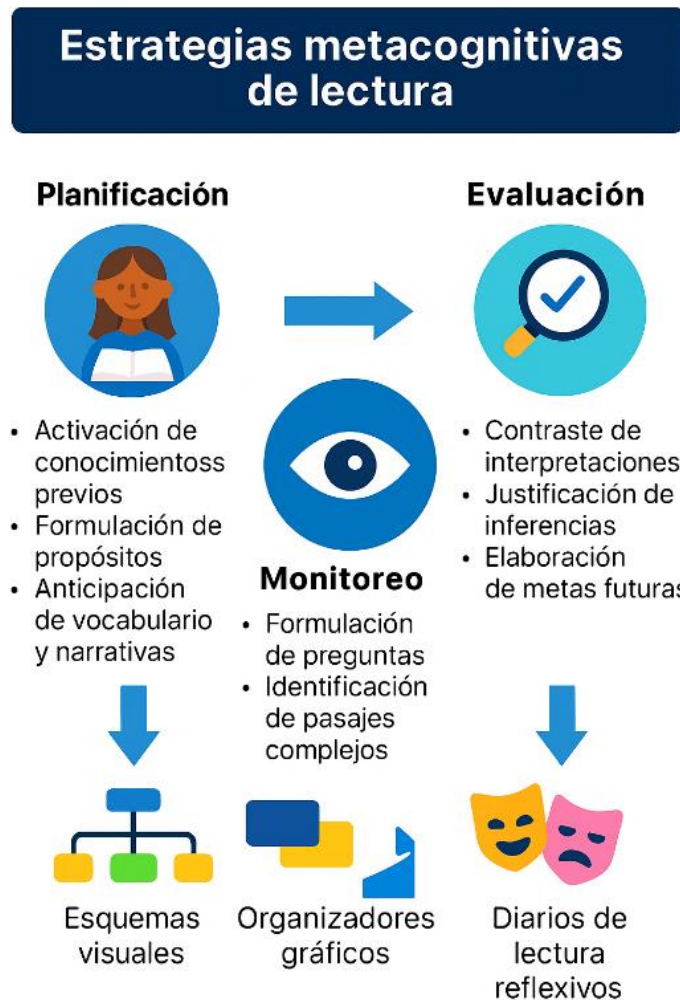 Estrategias metacognitivas
de lectura
Planificación
• Activación de
conocimientoss
previos
• Formulación de
propósitos
• Anticipación
de vocabulario
y narrativas
Monitoreo
• Formulación
de preguntas
• Identificación
de pasajes
complejos
Evaluación
• Contraste de
interpretaciones
• Justificación de
inferencias
• Elaboración
de metas futuras
Esquemas
visuales
Organizadores
gráficos
Diarios de
lectura
reflexivos